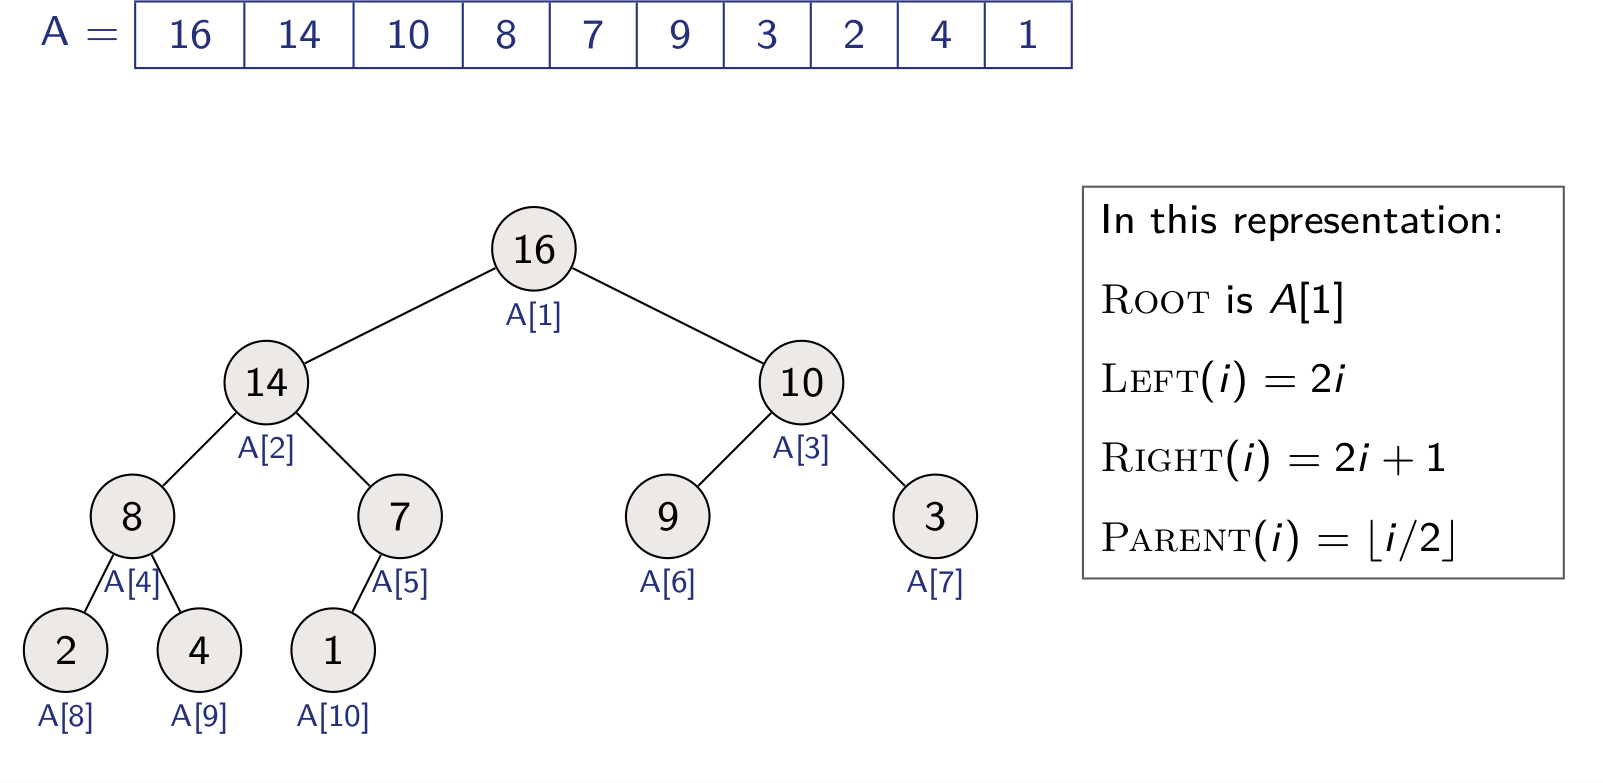 A = 16 14 10 8 7 9 3 2 4 1
16
A[1]
14 10
A[2] A[3]
8 7 9 3
A[4] A[5] A[6] A[7]
2 4 1
A[8] A[9] A[10]
In this representation:
ROOT is A[1]
LEFT(i) = 2i
RIGHT(i) = 2i + 1
PARENT(i) = ⌊i/2⌋